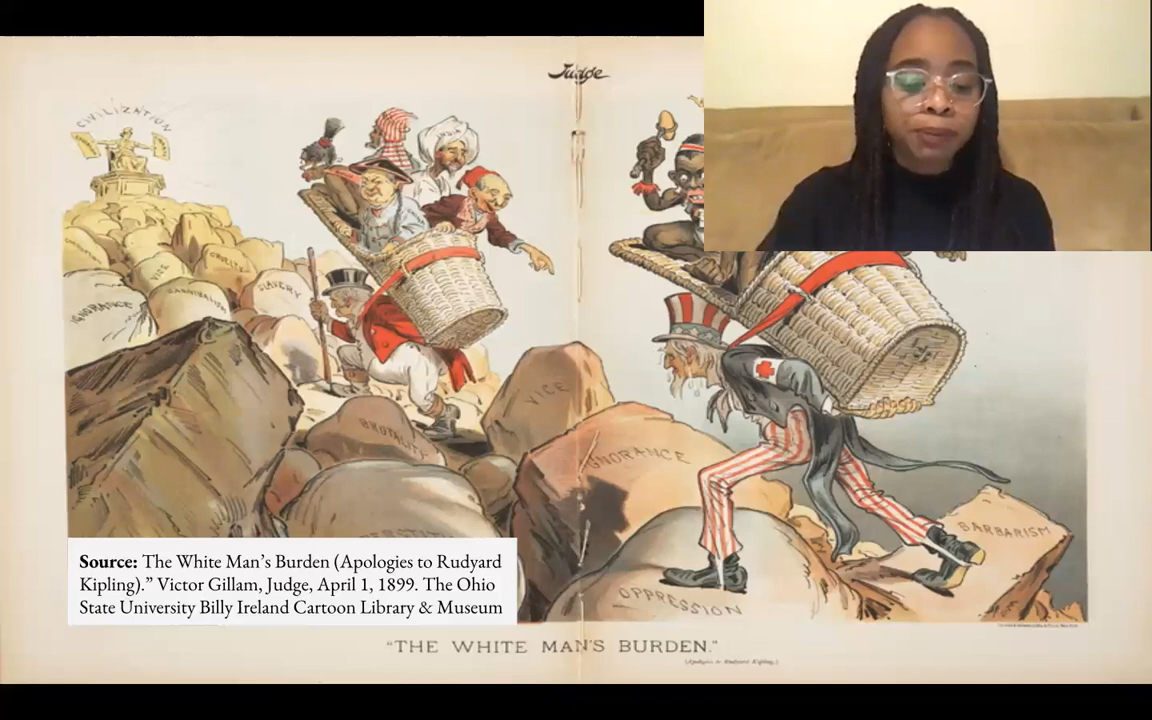 Judge
CIVILIZATION
INDIA
CRUELTY
VICE
SLAVERY
CANNIBALISM
IGNORANCE
VICE
BRUTALITY
IGNORANCE
BARBARISM
OPPRESSION
Source: The White Man’s Burden (Apologies to Rudyard
Kipling).” Victor Gillam, Judge, April 1, 1899. The Ohio
State University Billy Ireland Cartoon Library & Museum
"THE WHITE MAN'S BURDEN."
(Apologies to Rudyard Kipling.)